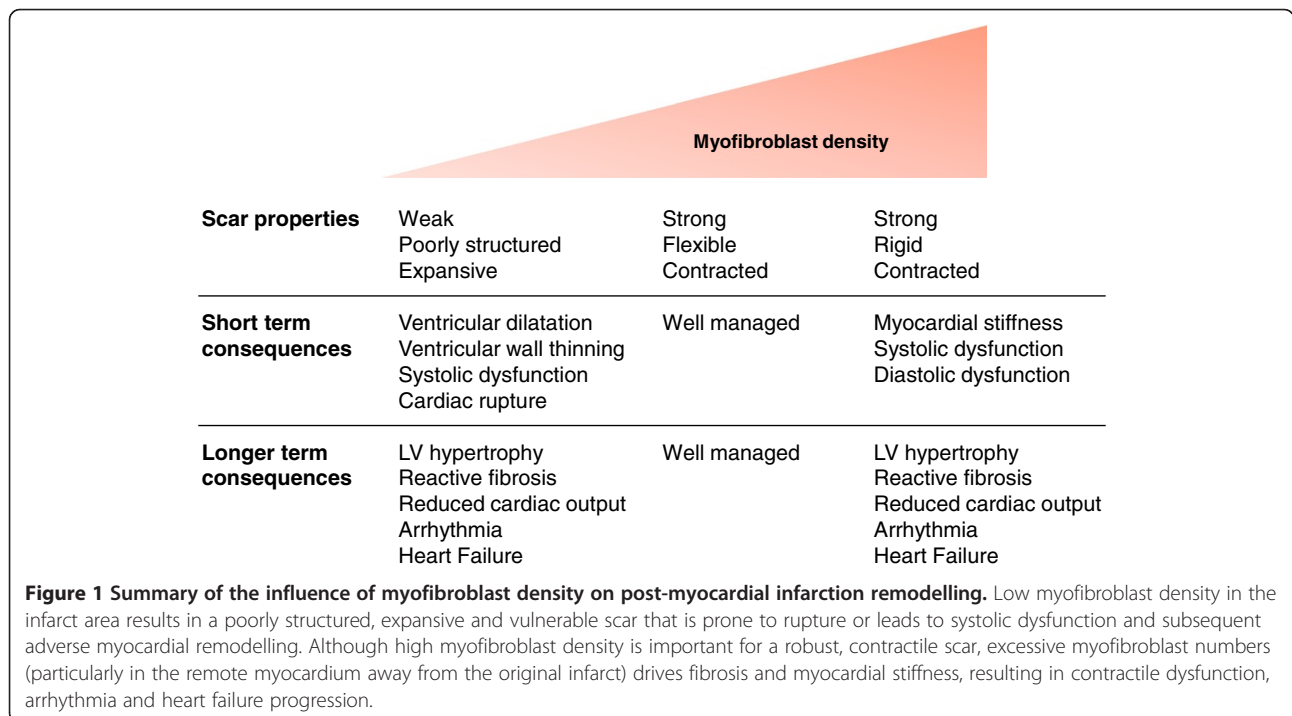 Myofibroblast density
Scar properties Weak Strong Strong
Poorly structured Flexible Rigid
Expansive Contracted Contracted
Short term Ventricular dilatation Well managed Myocardial stiffness
consequences Ventricular wall thinning Systolic dysfunction
Systolic dysfunction Diastolic dysfunction
Cardiac rupture
Longer term LV hypertrophy Well managed LV hypertrophy
consequences Reactive fibrosis Reactive fibrosis
Reduced cardiac output Reduced cardiac output
Arrhythmia Arrhythmia
Heart Failure Heart Failure
Figure 1 Summary of the influence of myofibroblast density on post-myocardial infarction remodelling. Low myofibroblast density in the
infarct area results in a poorly structured, expansive and vulnerable scar that is prone to rupture or leads to systolic dysfunction and subsequent
adverse myocardial remodelling. Although high myofibroblast density is important for a robust, contractile scar, excessive myofibroblast numbers
(particularly in the remote myocardium away from the original infarct) drives fibrosis and myocardial stiffness, resulting in contractile dysfunction,
arrhythmia and heart failure progression.